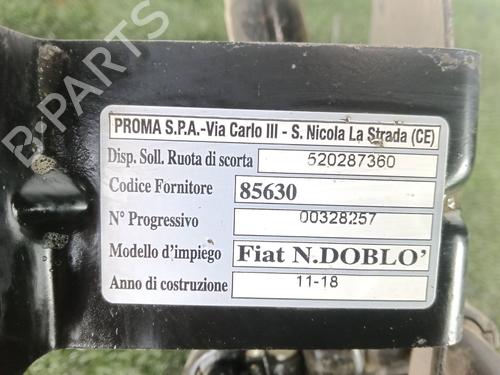 B-PARTS
PROMA S.P.A.-Via Carlo III - S. Nicola La Strada (CE)
Disp. Soll. Ruota di scorta 520287360
Codice Fornitore 85630
N° Progressivo 00328257
Modello d'impiego Fiat N.DOBLO'
Anno di costruzione 11-18